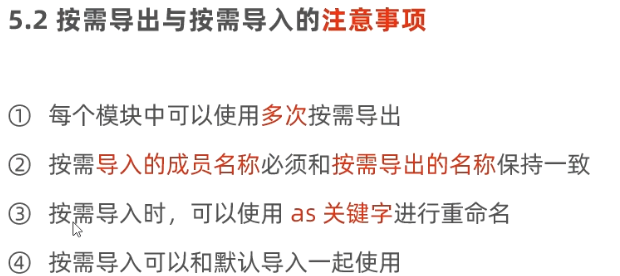 5.2 按需导出与按需导入的注意事项
① 每个模块中可以使用多次按需导出
② 按需导入的成员名称必须和按需导出的名称保持一致
③ 按需导入时，可以使用 as 关键字进行重命名
④ 按需导入可以和默认导入一起使用